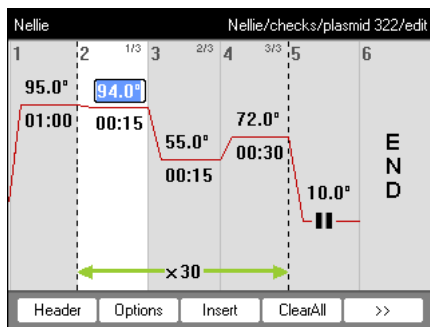 Nellie Nellie/checks/plasmid 322/edit
1 2 1/3 3 2/3 4 3/3 5 6
95.0° 94.0°
01:00 00:15 72.0°
55.0° 00:30
00:15
10.0°
E
N
D
×30
Header Options Insert ClearAll >>